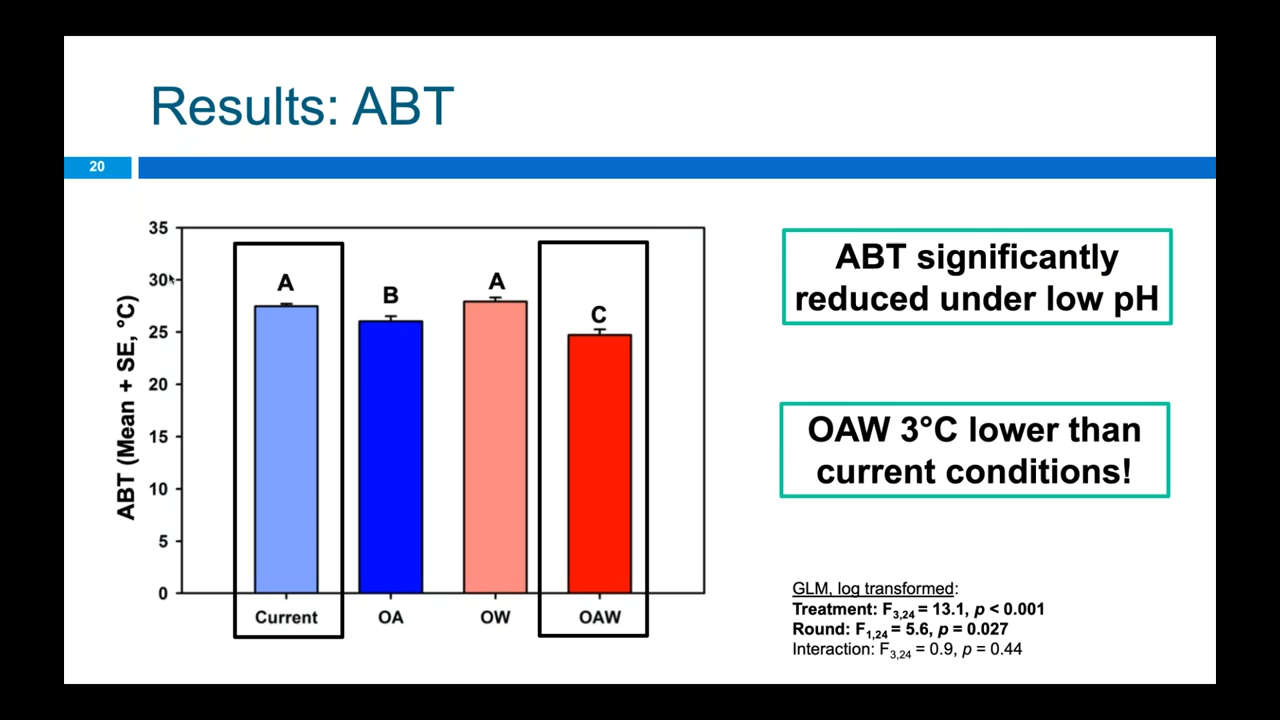 Results: ABT
20
35
30
25
20
15
10
5
0
ABT (Mean + SE, °C)
A
B
A
C
Current
OA
OW
OAW
ABT significantly
reduced under low pH
OAW 3°C lower than
current conditions!
GLM, log transformed:
Treatment: F3,24 = 13.1, p < 0.001
Round: F1,24 = 5.6, p = 0.027
Interaction: F3,24 = 0.9, p = 0.44